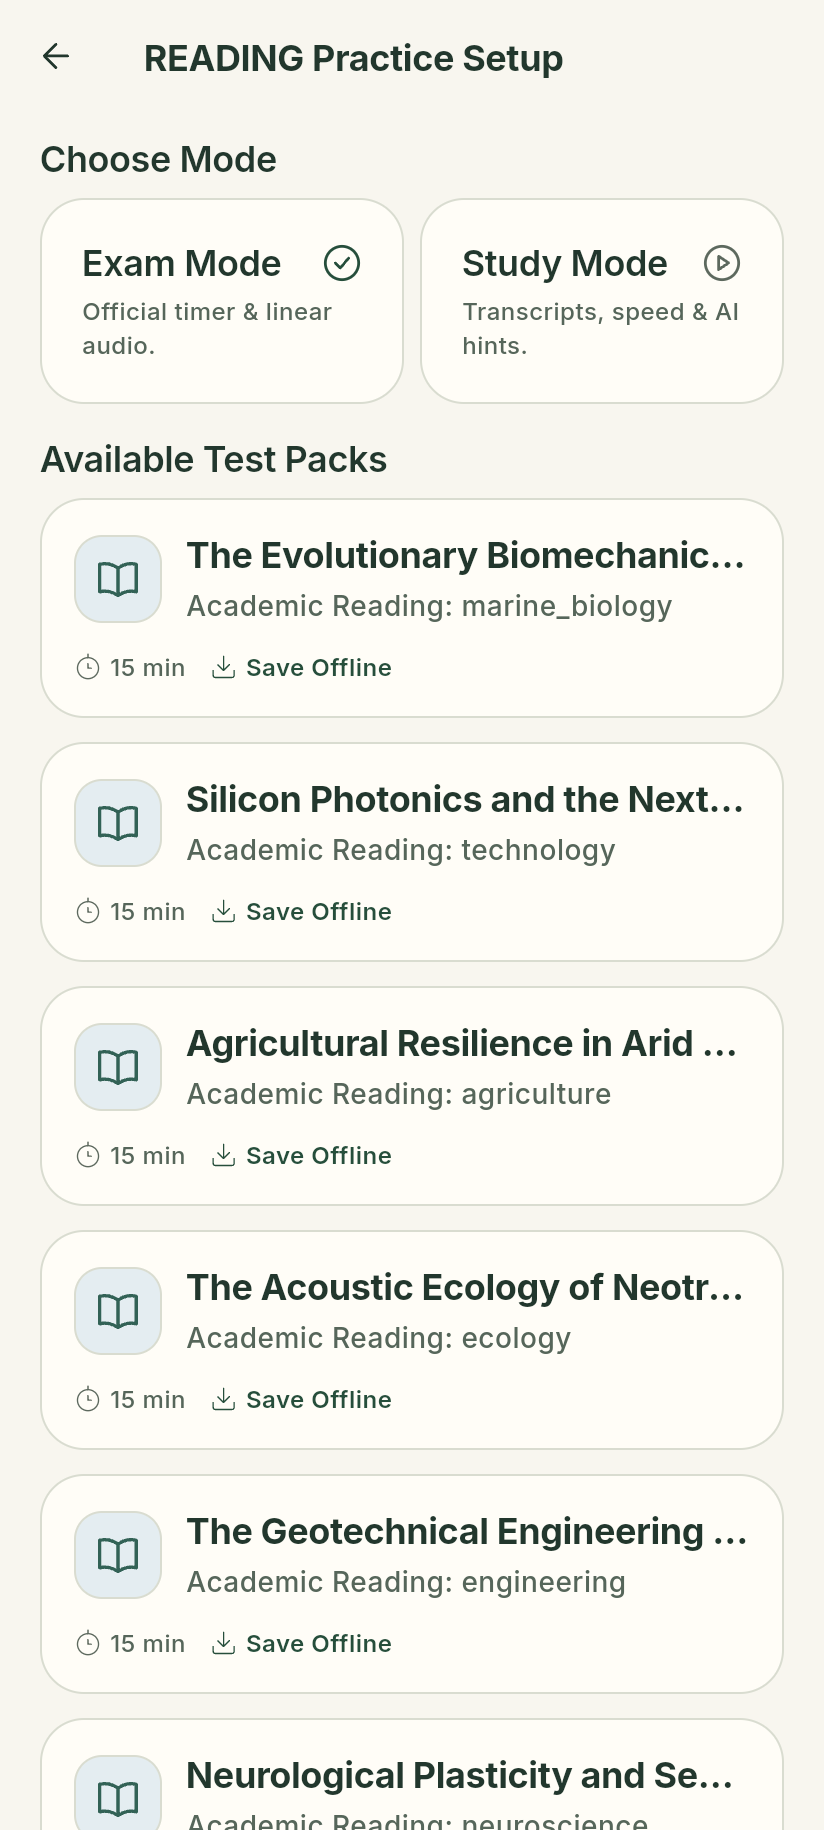 READING Practice Setup
Choose Mode
Exam Mode
Official timer & linear
audio.
Study Mode
Transcripts, speed & AI
hints.
Available Test Packs
The Evolutionary Biomechanic...
Academic Reading: marine_biology
15 min Save Offline
Silicon Photonics and the Next...
Academic Reading: technology
15 min Save Offline
Agricultural Resilience in Arid ...
Academic Reading: agriculture
15 min Save Offline
The Acoustic Ecology of Neotr...
Academic Reading: ecology
15 min Save Offline
The Geotechnical Engineering ...
Academic Reading: engineering
15 min Save Offline
Neurological Plasticity and Se...
Academic Reading: neuroscience